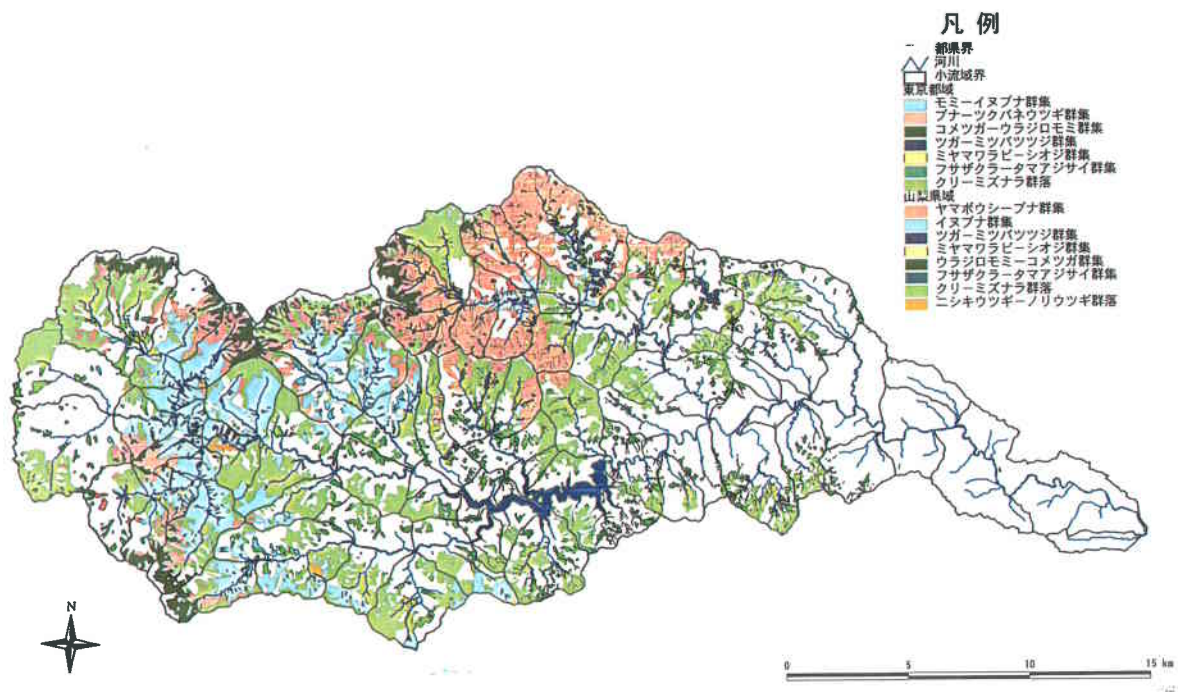 凡例
都県界
河川
小流域界
東京都域
モミーイヌブナ群集
ブナーツクバネウツギ群集
コメツガーウラジロモミ群集
ツガーミツバツツジ群集
ミヤマワラビーシオジ群集
フサザクラータマアジサイ群集
クリーミズナラ群落
山梨県域
ヤマボウシーブナ群集
イヌブナ群集
ツガーミツバツツジ群集
ミヤマワラビーシオジ群集
ウラジロモミーコメツガ群集
フサザクラータマアジサイ群集
クリーミズナラ群落
ニシキウツギーノリウツギ群落
N
0 5 10 15 km